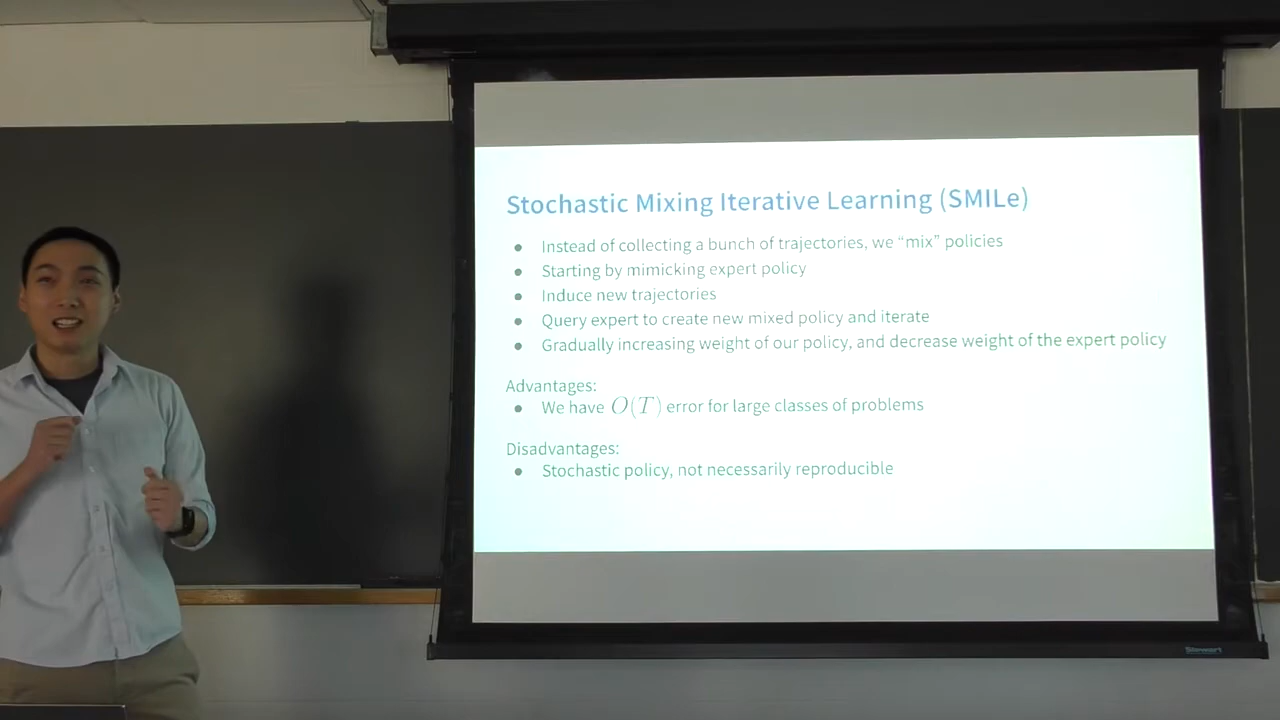 Stochastic Mixing Iterative Learning (SMILe)
● Instead of collecting a bunch of trajectories, we “mix” policies
● Starting by mimicking expert policy
● Induce new trajectories
● Query expert to create new mixed policy and iterate
● Gradually increasing weight of our policy, and decrease weight of the expert policy
Advantages:
● We have O(T) error for large classes of problems
Disadvantages:
● Stochastic policy, not necessarily reproducible
Stewart